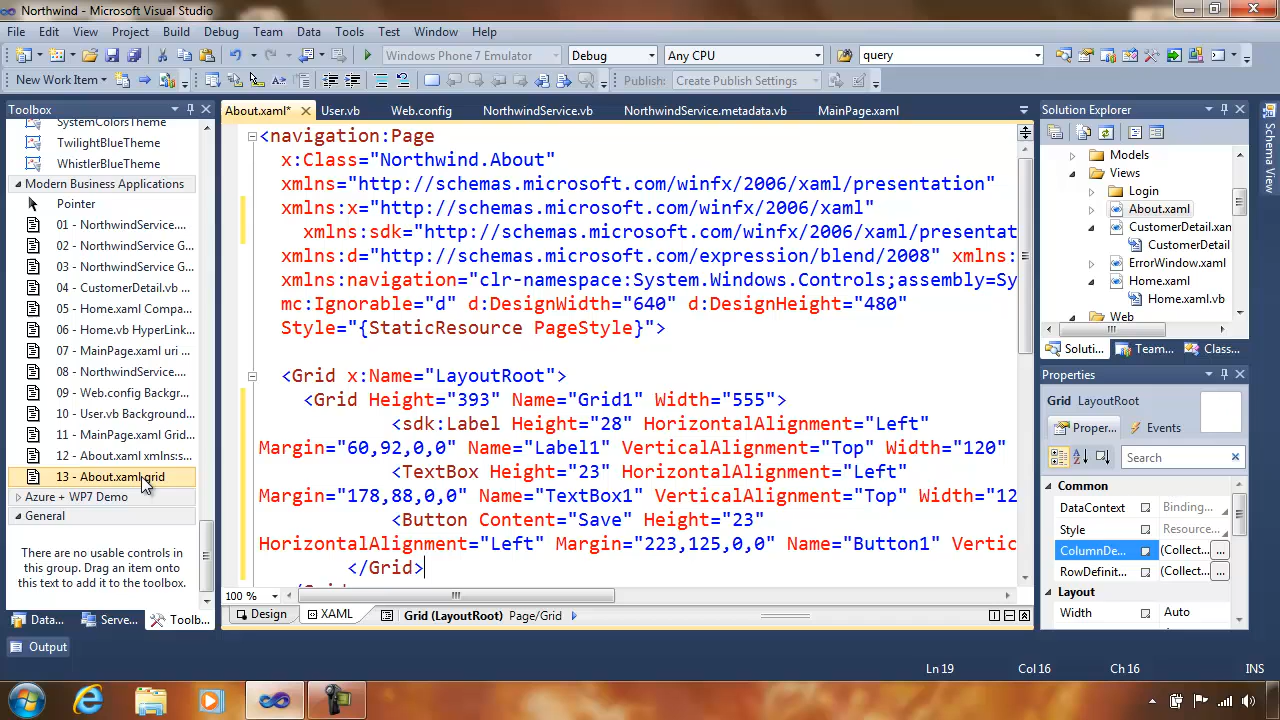 Northwind - Microsoft Visual Studio
File Edit View Project Build Debug Team Data Tools Test Window Help
Windows Phone 7 Emulator Debug Any CPU query
New Work Item Publish: Create Publish Settings
Toolbox
SystemColorsTheme
TwilightBlueTheme
WhistlerBlueTheme
Modern Business Applications
Pointer
01 - NorthwindService....
02 - NorthwindService G...
03 - NorthwindService G...
04 - CustomerDetail.vb ...
05 - Home.xaml Compa...
06 - Home.vb HyperLink...
07 - MainPage.xaml uri ...
08 - NorthwindService....
09 - Web.config Backgr...
10 - User.vb Background...
11 - MainPage.xaml Grid...
12 - About.xaml xmlns:s...
13 - About.xaml grid
Azure + WP7 Demo
General
There are no usable controls in
this group. Drag an item onto
this text to add it to the toolbox.
Data... Serve... Toolb...
Output
About.xaml* User.vb Web.config NorthwindService.vb NorthwindService.metadata.vb MainPage.xaml
<navigation:Page
x:Class="Northwind.About"
xmlns="http://schemas.microsoft.com/winfx/2006/xaml/presentation"
xmlns:x="http://schemas.microsoft.com/winfx/2006/xaml"
xmlns:sdk="http://schemas.microsoft.com/winfx/2006/xaml/presentat
xmlns:d="http://schemas.microsoft.com/expression/blend/2008" xmlns:
xmlns:navigation="clr-namespace:System.Windows.Controls;assembly=Sy
mc:Ignorable="d" d:DesignWidth="640" d:DesignHeight="480"
Style="{StaticResource PageStyle}">
<Grid x:Name="LayoutRoot">
<Grid Height="393" Name="Grid1" Width="555">
<sdk:Label Height="28" HorizontalAlignment="Left"
Margin="60,92,0,0" Name="Label1" VerticalAlignment="Top" Width="120"
<TextBox Height="23" HorizontalAlignment="Left"
Margin="178,88,0,0" Name="TextBox1" VerticalAlignment="Top" Width="12
<Button Content="Save" Height="23"
HorizontalAlignment="Left" Margin="223,125,0,0" Name="Button1" Vertic
</Grid>
100 %
Design XAML Grid (LayoutRoot) Page/Grid
Solution Explorer
Models
Views
Login
About.xaml
CustomerDetail.xan
CustomerDetail
ErrorWindow.xaml
Home.xaml
Home.xaml.vb
Web
Soluti... Team... Class...
Properties
Grid LayoutRoot
Proper... Events
Search
Common
DataContext Binding...
Style Resource...
ColumnDe... (Collect...
RowDefinit... (Collect...
Layout
Width Auto
Schema View
Ln 19 Col 16 Ch 16 INS